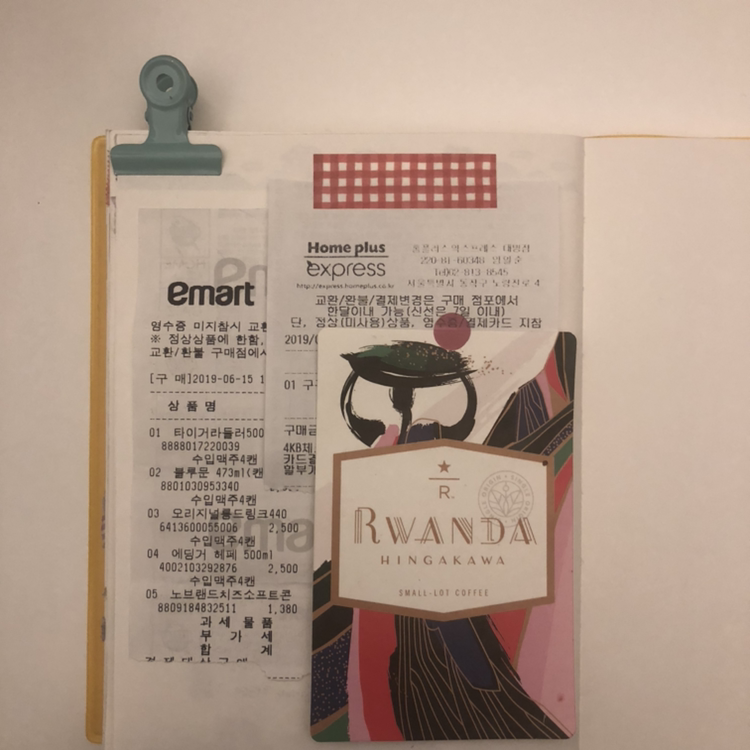 emart
영수증 미지참시 교환
※ 정상상품에 한함,
교환/환불 구매점에서
[구 매]2019-06-15 1
상 품 명
01 타이거라들러500
8888017220039
수입맥주4캔
02 블루문 473ml(캔
8801030953340
수입맥주4캔
03 오리지널롱드링크440
6413600055006 2,500
수입맥주4캔
04 에딩거 헤페 500ml
4002103292876 2,500
수입맥주4캔
05 노브랜드치즈소프트콘
8809184832511 1,380
과 세 물 품
부 가 세
합 계
Home plus
express
http://express.homeplus.co.kr
홈플러스익스프레스 대방점
220-81-60348
Tel)02-813-8545
서울특별시 동작구 노량진로 4
교환/환불/결제변경은 구매 점포에서
한달이내 가능(신선은 7일 이내)
단, 정상(미사용)상품, 영수증/결제카드 지참
2019/0
01 구
구매금
카드결
할부개
R.
RWANDA
HINGAKAWA
SMALL-LOT COFFEE